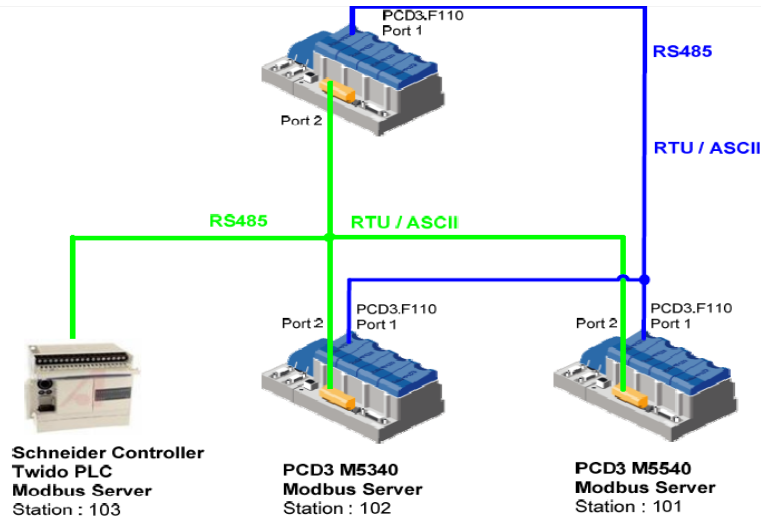 PCD3.F110
Port 1
RS485
Port 2
RTU / ASCII
RS485
RTU / ASCII
Port 2
PCD3.F110
Port 1
Port 2
PCD3.F110
Port 1
Schneider Controller
Twido PLC
Modbus Server
Station : 103
PCD3 M5340
Modbus Server
Station : 102
PCD3 M5540
Modbus Server
Station : 101